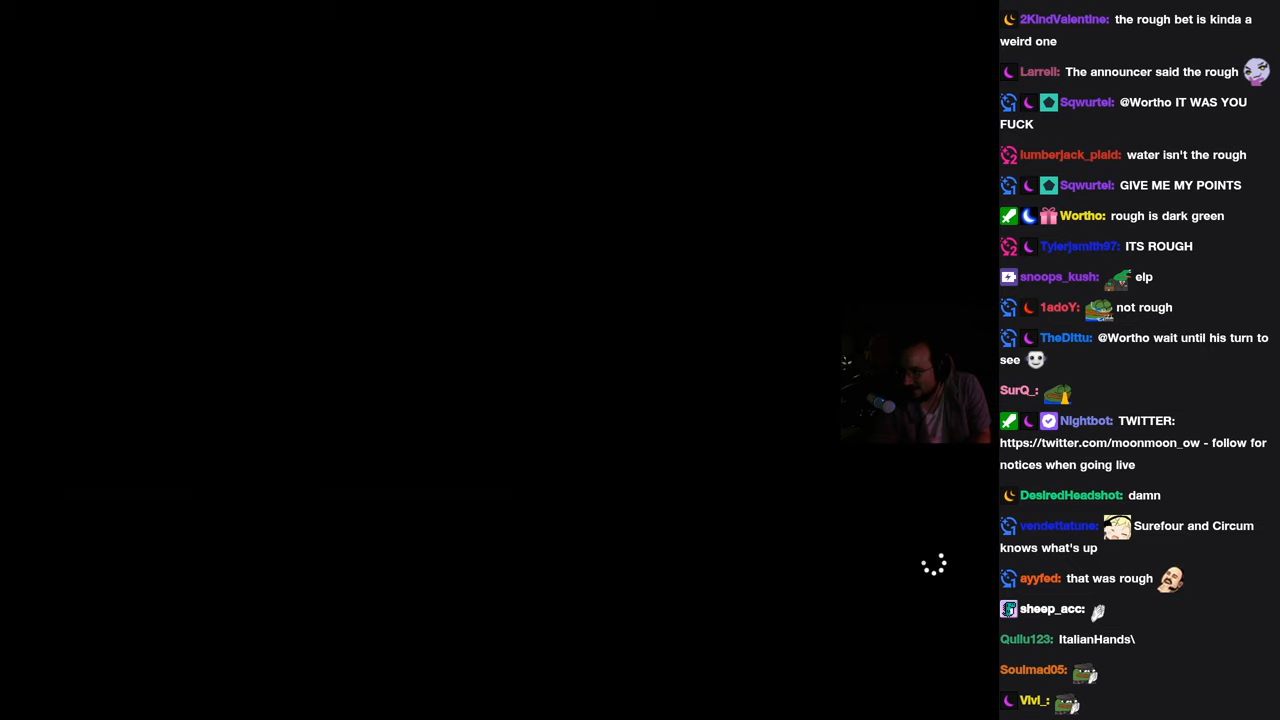 2KindValentine: the rough bet is kinda a
weird one
Larrell: The announcer said the rough
Sqwurtel: @Wortho IT WAS YOU
FUCK
lumberjack_plaid: water isn't the rough
Sqwurtel: GIVE ME MY POINTS
Wortho: rough is dark green
Tylerjsmith97: ITS ROUGH
snoops_kush: elp
1adoY: not rough
TheDittu: @Wortho wait until his turn to
see
SurQ_:
Nightbot: TWITTER:
https://twitter.com/moonmoon_ow - follow for
notices when going live
DesiredHeadshot: damn
vendettatune: Surefour and Circum
knows what's up
ayyfed: that was rough
sheep_acc:
Qullu123: ItalianHands\
Soulmad05:
Vivi_: